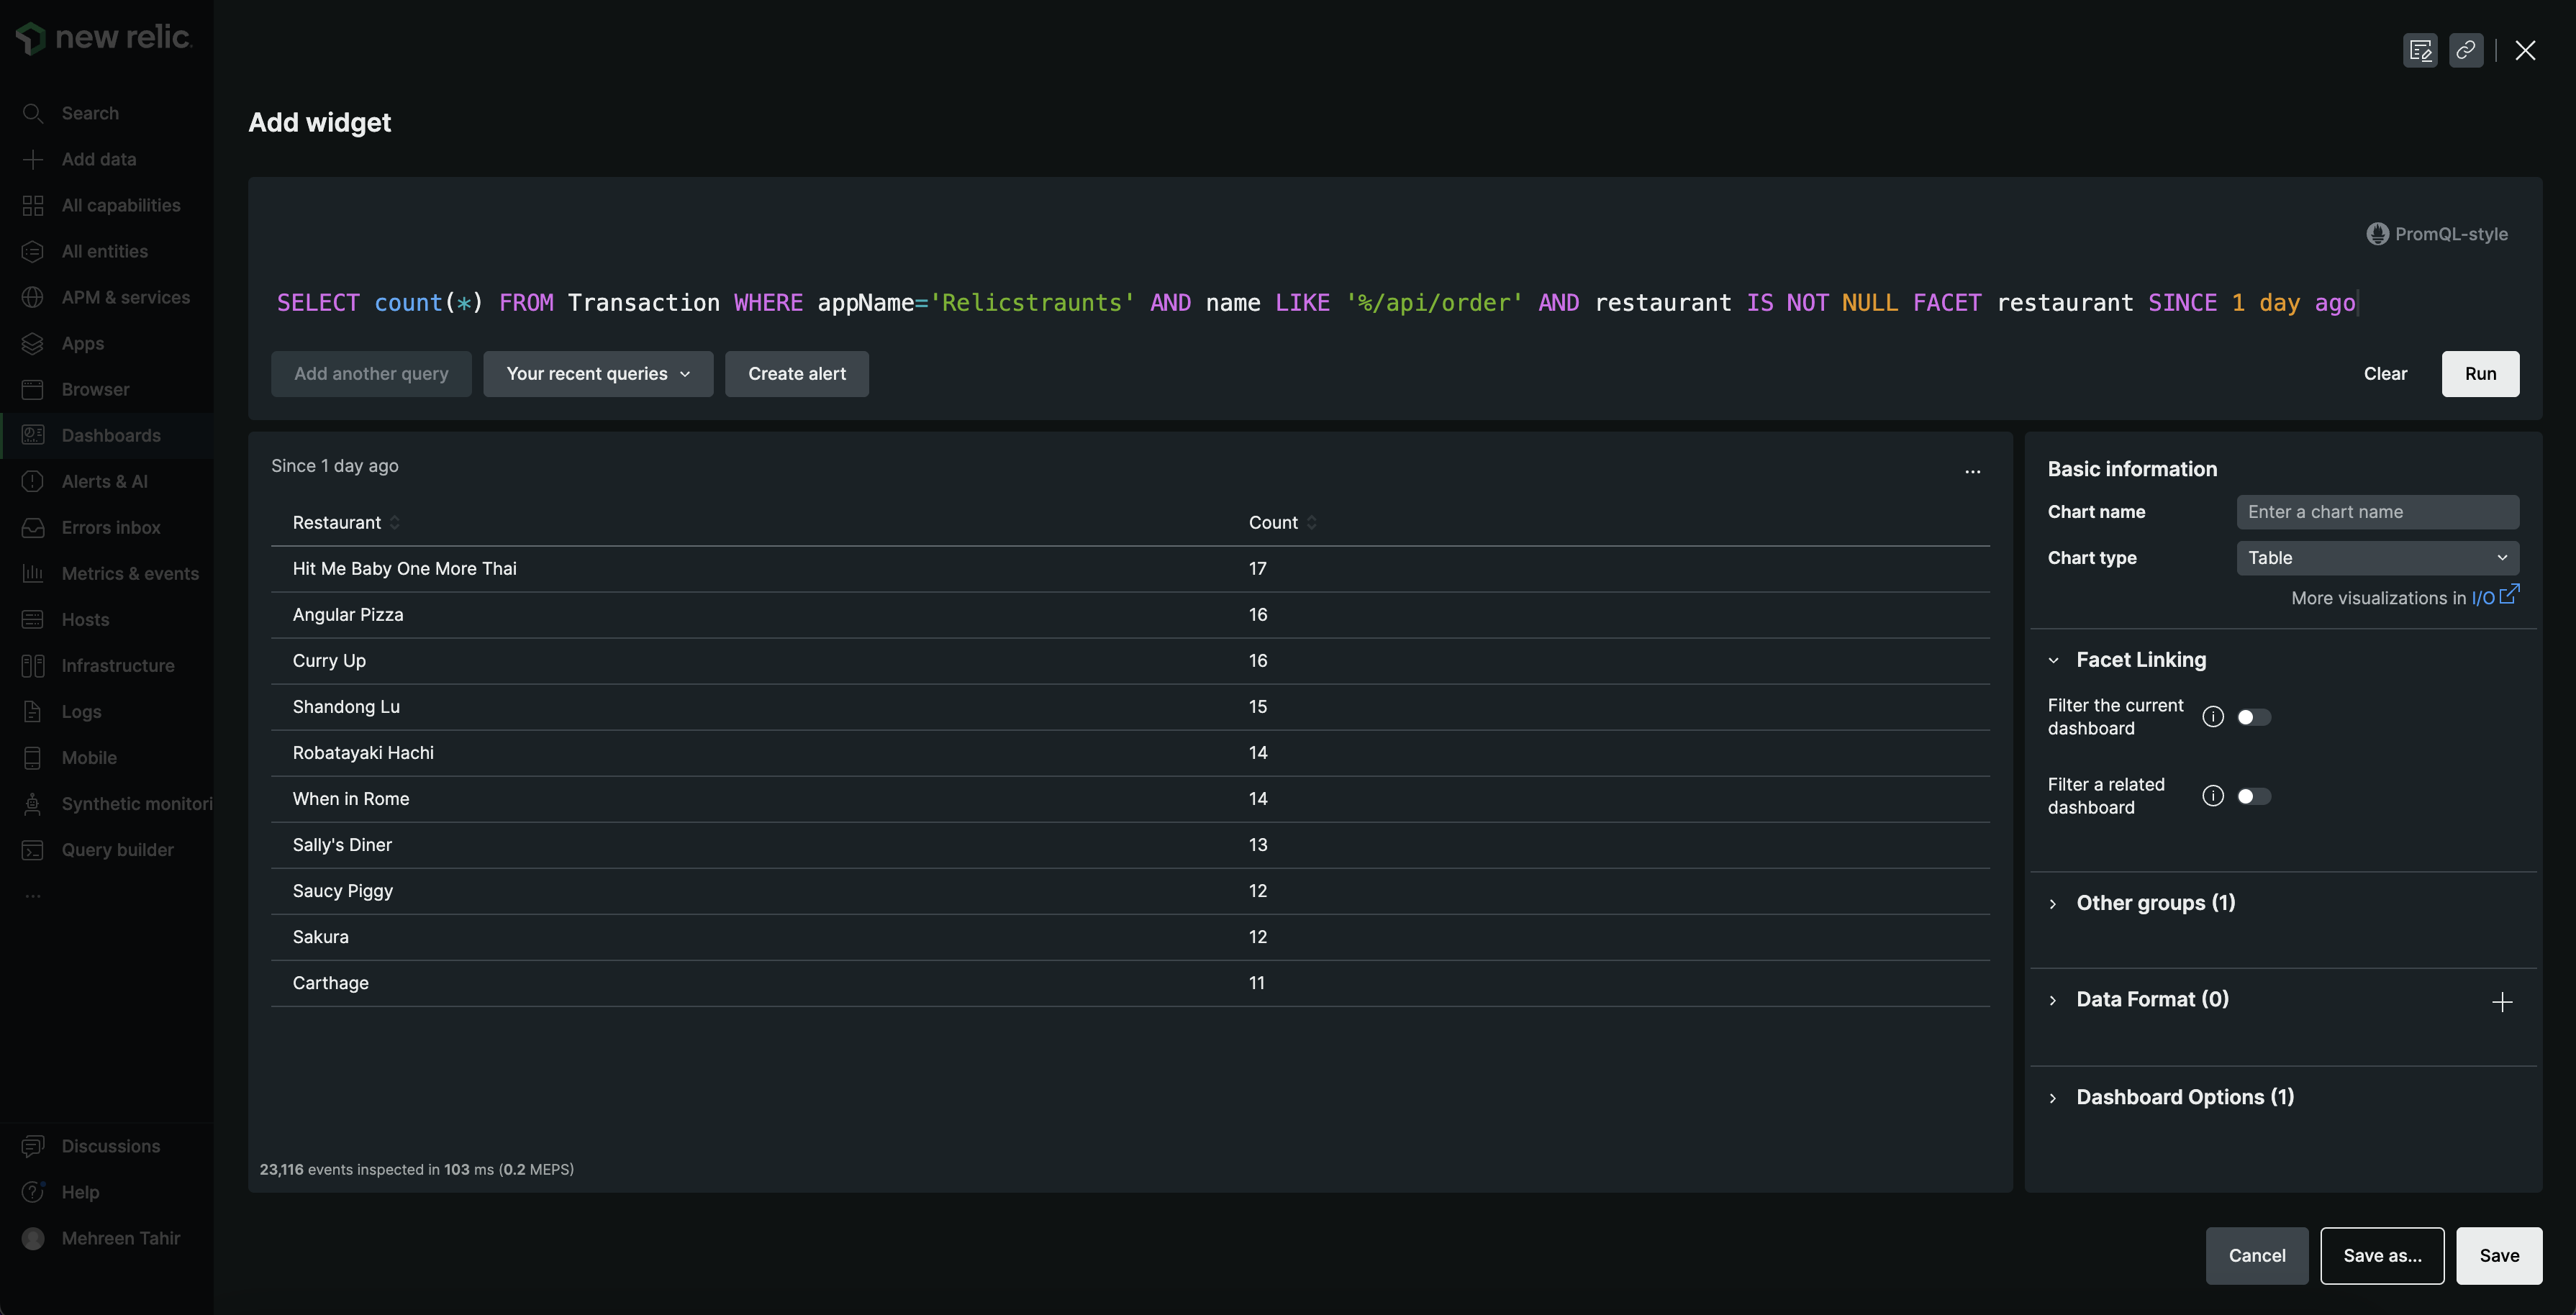 new relic.
Search
Add data
All capabilities
All entities
APM & services
Apps
Browser
Dashboards
Alerts & AI
Errors inbox
Metrics & events
Hosts
Infrastructure
Logs
Mobile
Synthetic monitori
Query builder
...
Discussions
Help
Mehreen Tahir
Add widget
PromQL-style
SELECT count(*) FROM Transaction WHERE appName='Relicstraunts' AND name LIKE '%/api/order' AND restaurant IS NOT NULL FACET restaurant SINCE 1 day ago
Add another query Your recent queries Create alert Clear Run
Since 1 day ago ...
Restaurant Count
Hit Me Baby One More Thai 17
Angular Pizza 16
Curry Up 16
Shandong Lu 15
Robatayaki Hachi 14
When in Rome 14
Sally's Diner 13
Saucy Piggy 12
Sakura 12
Carthage 11
23,116 events inspected in 103 ms (0.2 MEPS)
Basic information
Chart name Enter a chart name
Chart type Table
More visualizations in I/O
Facet Linking
Filter the current
dashboard
Filter a related
dashboard
Other groups (1)
Data Format (0)
Dashboard Options (1)
Cancel Save as... Save